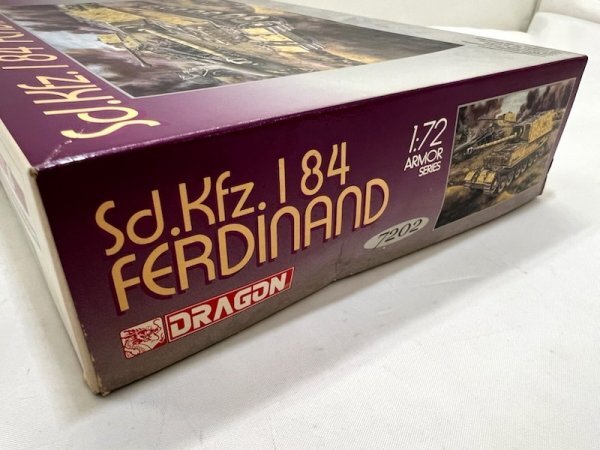 Sd.Kfz. 184
Sd.Kfz. 184
FERDINAND
7202
1:72
ARMOR
SERIES
DRAGON